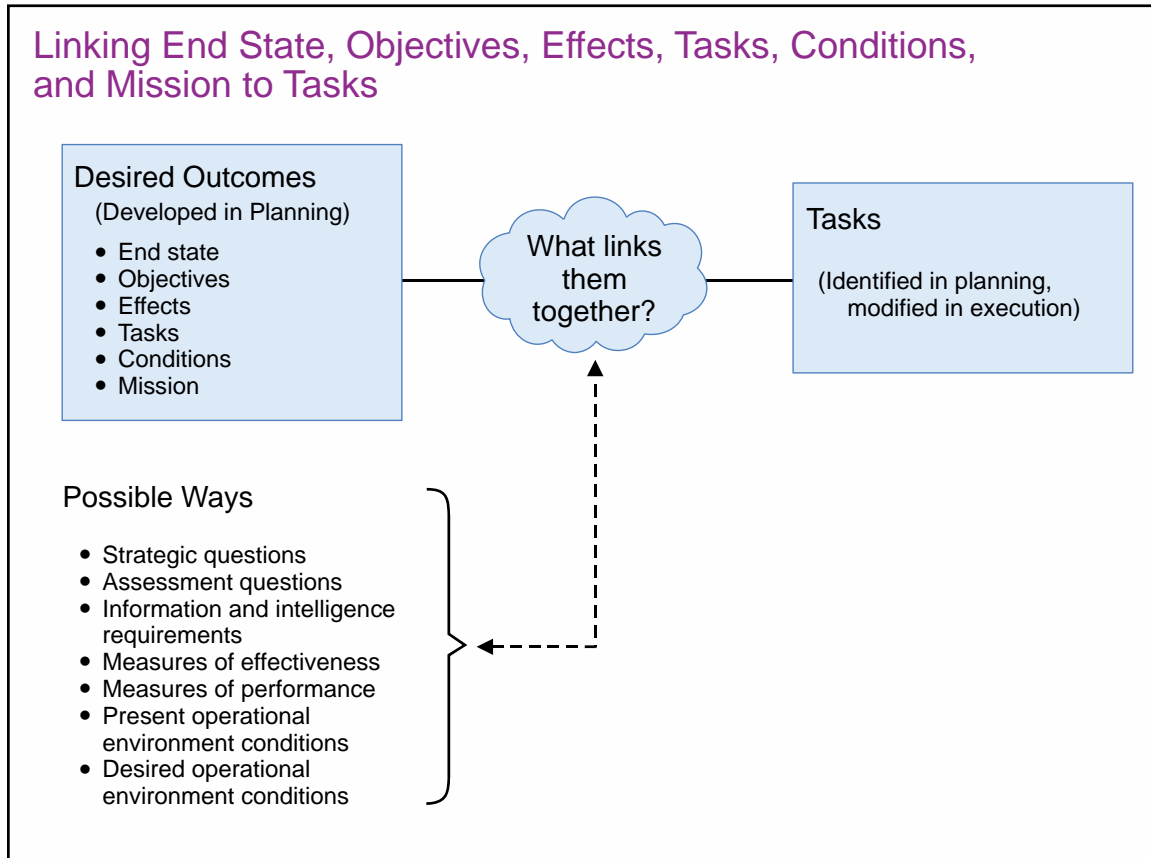 Linking End State, Objectives, Effects, Tasks, Conditions,
and Mission to Tasks
Desired Outcomes
(Developed in Planning)
• End state
• Objectives
• Effects
• Tasks
• Conditions
• Mission
What links
them
together?
Tasks
(Identified in planning,
modified in execution)
Possible Ways
• Strategic questions
• Assessment questions
• Information and intelligence
requirements
• Measures of effectiveness
• Measures of performance
• Present operational
environment conditions
• Desired operational
environment conditions